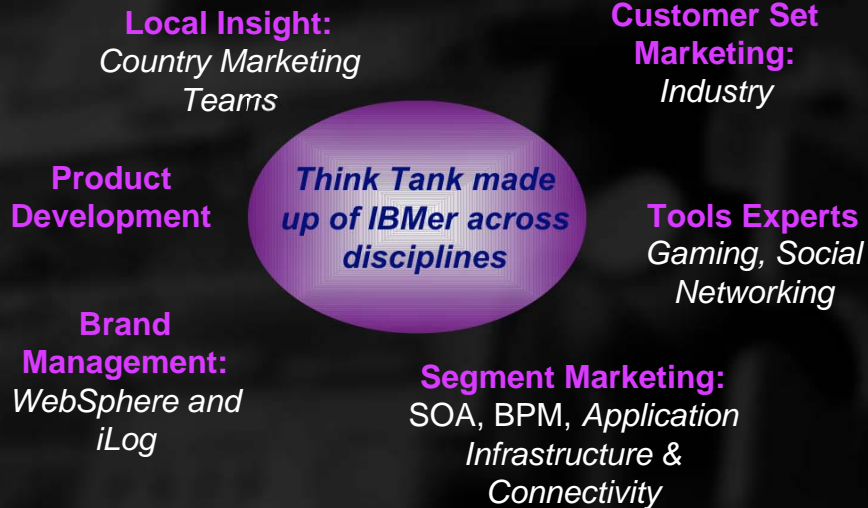 Local Insight:
Country Marketing
Teams
Customer Set
Marketing:
Industry
Product
Development
Think Tank made
up of IBMer across
disciplines
Tools Experts
Gaming, Social
Networking
Brand
Management:
WebSphere and
iLog
Segment Marketing:
SOA, BPM, Application
Infrastructure &
Connectivity